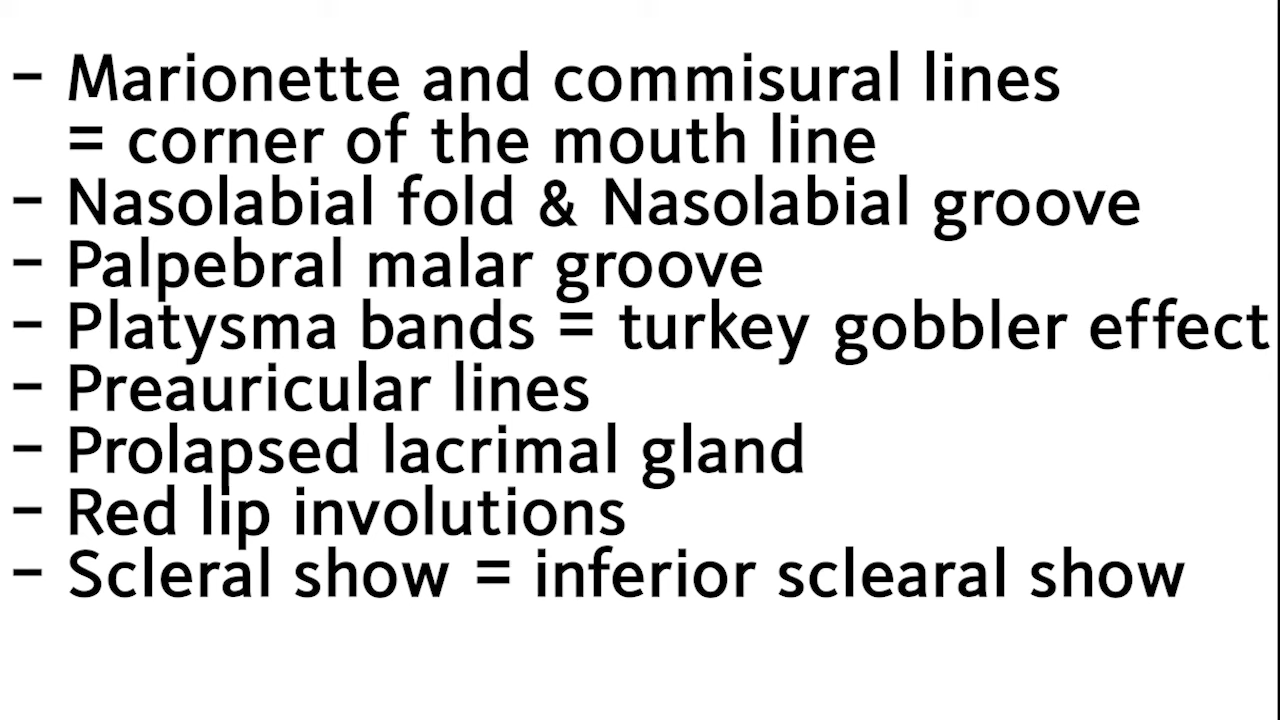 - Marionette and commisural lines
= corner of the mouth line
- Nasolabial fold & Nasolabial groove
- Palpebral malar groove
- Platysma bands = turkey gobbler effect
- Preauricular lines
- Prolapsed lacrimal gland
- Red lip involutions
- Scleral show = inferior sclearal show